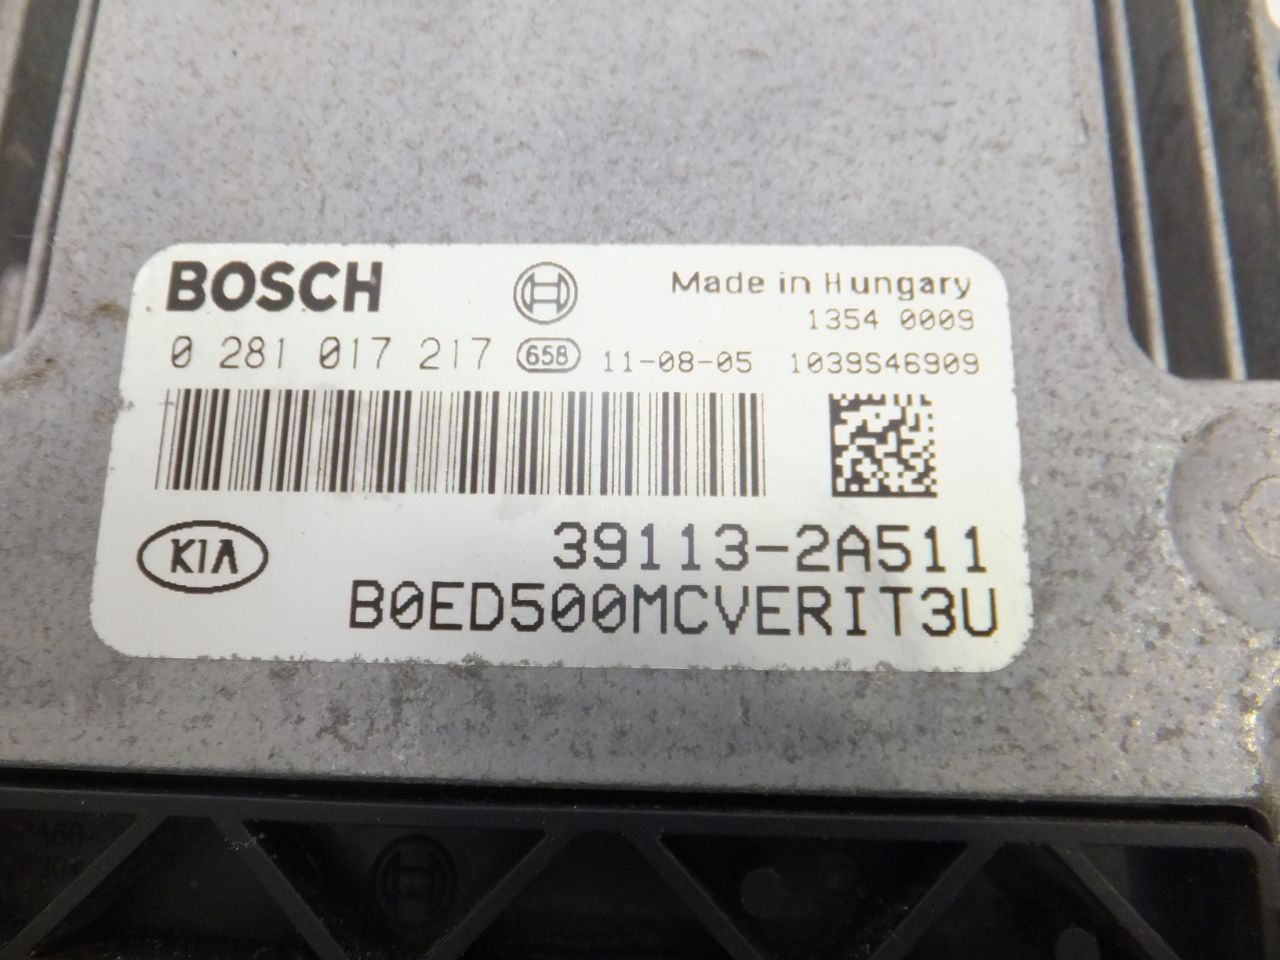 BOSCH
Made in Hungary
1354 0009
0 281 017 217 658 11-08-05 1039S46909
KIA
39113-2A511
B0ED500MCVERIT3U